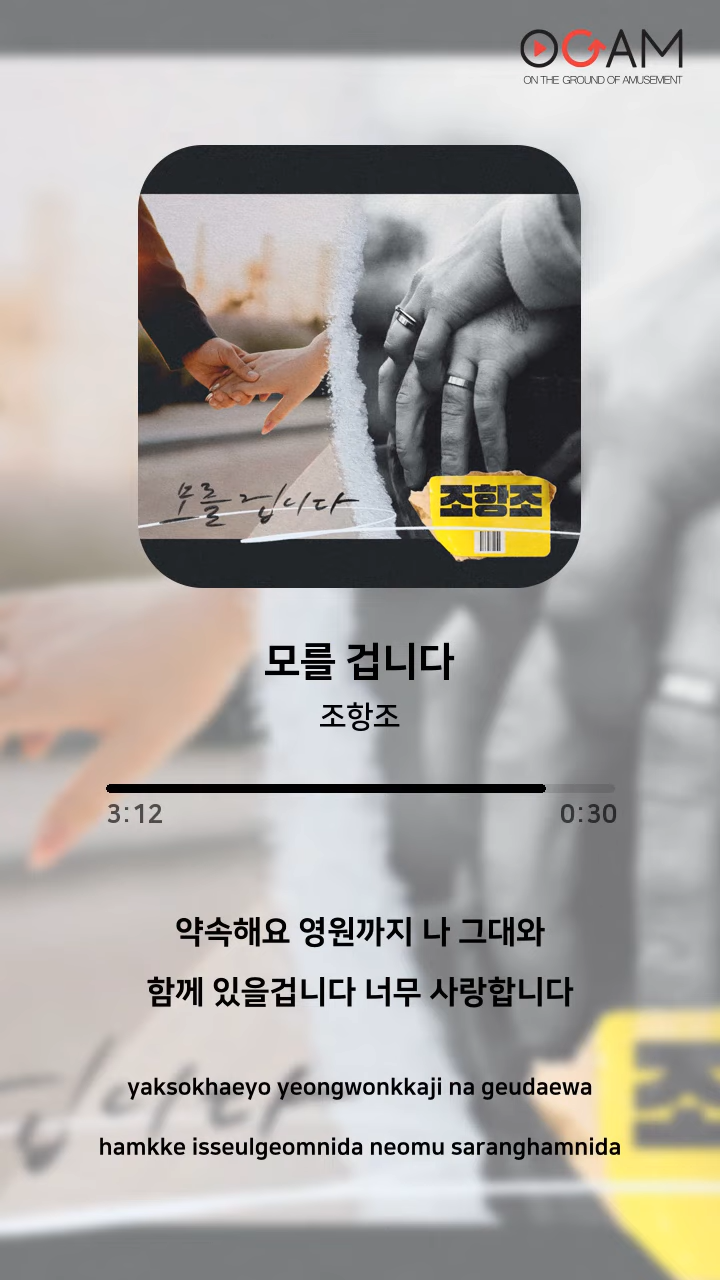 OGAM
ON THE GROUND OF AMUSEMENT
모를 겁니다
조항조
모를 겁니다
조항조
3:12 0:30
약속해요 영원까지 나 그대와
함께 있을겁니다 너무 사랑합니다
yaksokhaeyo yeongwonkkaji na geudaewa
hamkke isseulgeomnida neomu saranghamnida